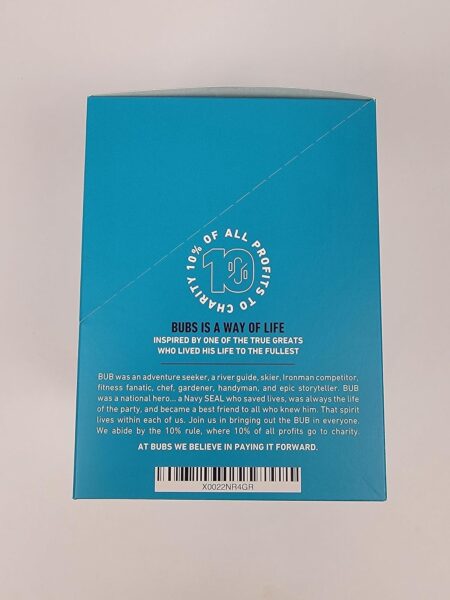 10% OF ALL PROFITS TO CHARITY
10%
BUBS IS A WAY OF LIFE
INSPIRED BY ONE OF THE TRUE GREATS
WHO LIVED HIS LIFE TO THE FULLEST
BUB was an adventure seeker, a river guide, skier, Ironman competitor,
fitness fanatic, chef, gardener, handyman, and epic storyteller. BUB
was a national hero... a Navy SEAL who saved lives, was always the life
of the party, and became a best friend to all who knew him. That spirit
lives within each of us. Join us in bringing out the BUB in everyone.
We abide by the 10% rule, where 10% of all profits go to charity.
AT BUBS WE BELIEVE IN PAYING IT FORWARD.
X0022NR4GR